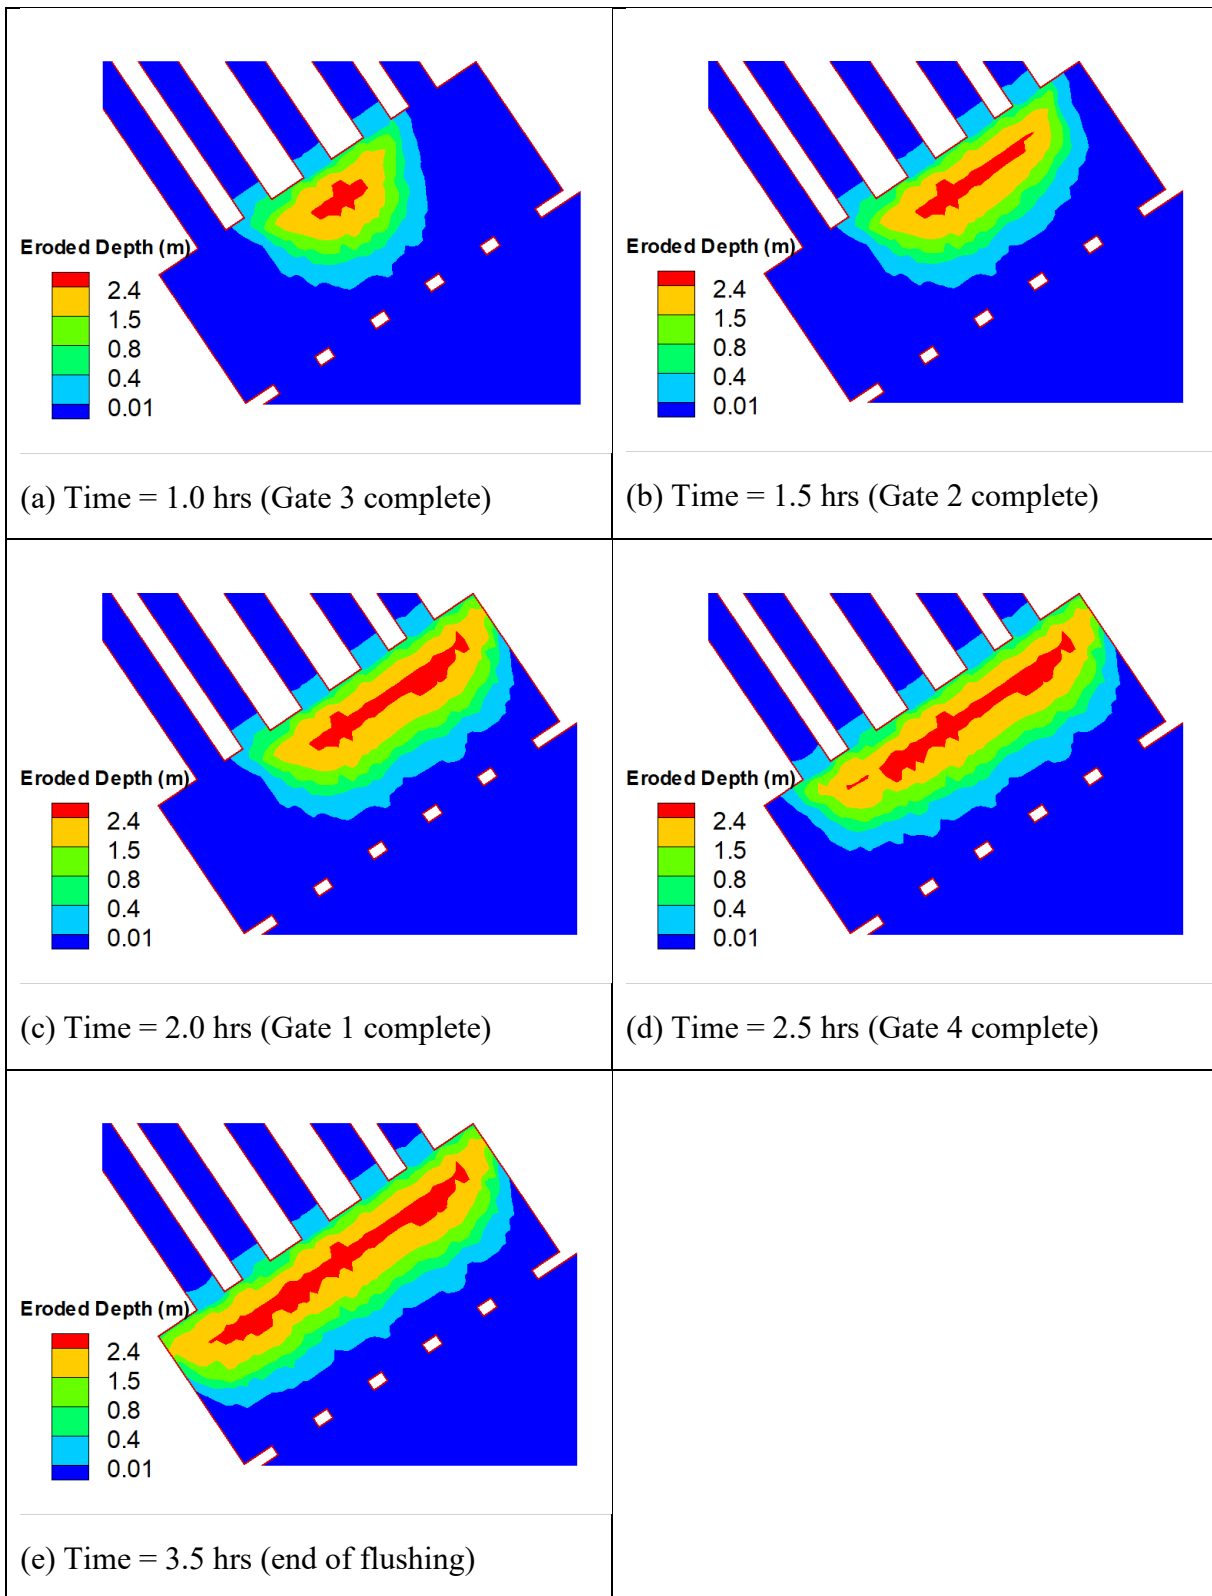 Eroded Depth (m)
2.4
1.5
0.8
0.4
0.01
(a) Time = 1.0 hrs (Gate 3 complete)
Eroded Depth (m)
2.4
1.5
0.8
0.4
0.01
(b) Time = 1.5 hrs (Gate 2 complete)
Eroded Depth (m)
2.4
1.5
0.8
0.4
0.01
(c) Time = 2.0 hrs (Gate 1 complete)
Eroded Depth (m)
2.4
1.5
0.8
0.4
0.01
(d) Time = 2.5 hrs (Gate 4 complete)
Eroded Depth (m)
2.4
1.5
0.8
0.4
0.01
(e) Time = 3.5 hrs (end of flushing)